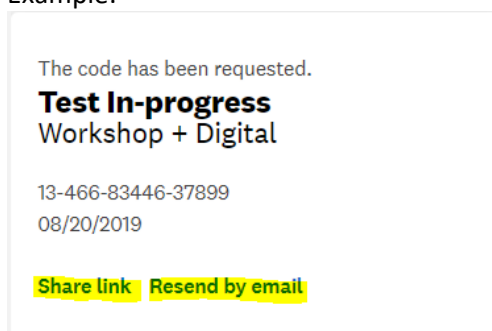 Example:
The code has been requested.
Test In-progress
Workshop + Digital
13-466-83446-37899
08/20/2019
Share link Resend by email